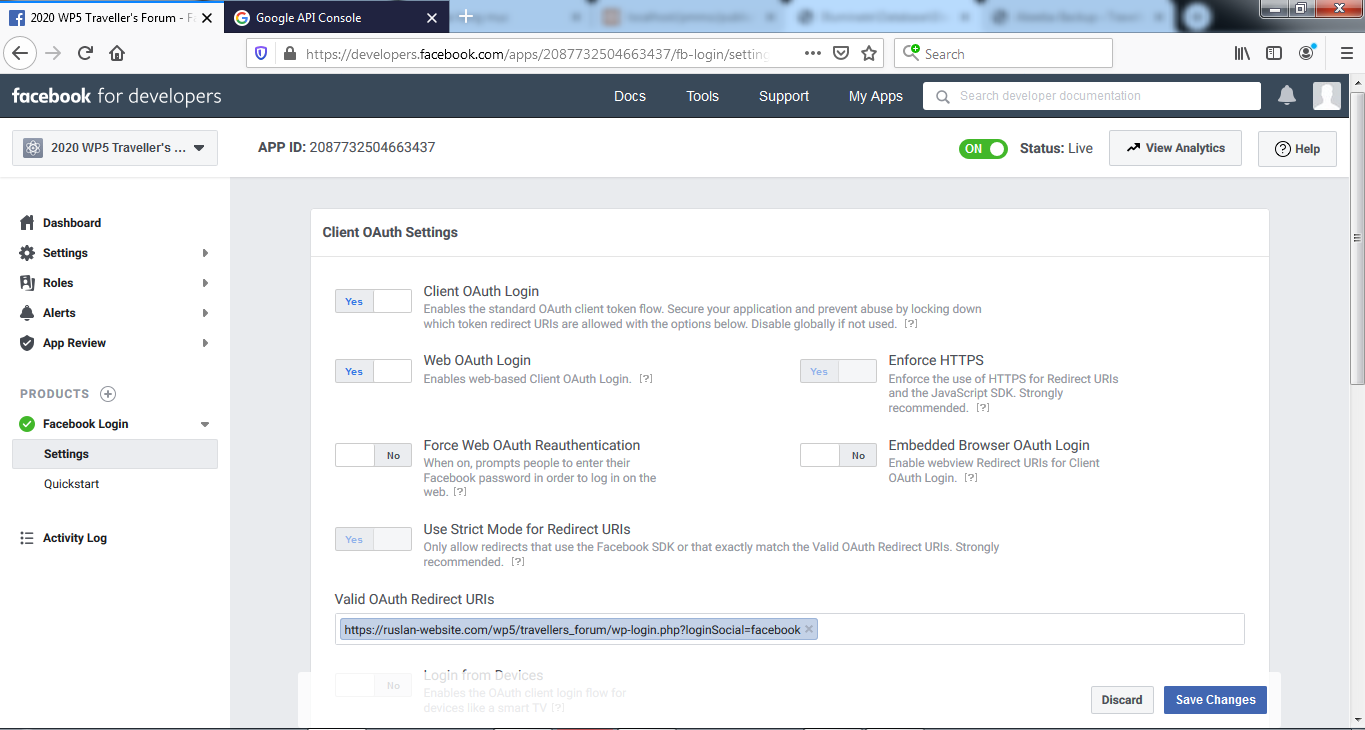 2020 WP5 Traveller's Forum - F
Google API Console
https://developers.facebook.com/apps/2087732504663437/fb-login/setting
Search
facebook for developers
Docs
Tools
Support
My Apps
Search developer documentation
2020 WP5 Traveller's ...
APP ID: 2087732504663437
ON
Status: Live
View Analytics
Help
Dashboard
Settings
Roles
Alerts
App Review
PRODUCTS
Facebook Login
Settings
Quickstart
Activity Log
Client OAuth Settings
Yes
Client OAuth Login
Enables the standard OAuth client token flow. Secure your application and prevent abuse by locking down
which token redirect URIs are allowed with the options below. Disable globally if not used. [?]
Yes
Web OAuth Login
Enables web-based Client OAuth Login. [?]
Yes
Enforce HTTPS
Enforce the use of HTTPS for Redirect URIs
and the JavaScript SDK. Strongly
recommended. [?]
No
Force Web OAuth Reauthentication
When on, prompts people to enter their
Facebook password in order to log in on the
web. [?]
No
Embedded Browser OAuth Login
Enable webview Redirect URIs for Client
OAuth Login. [?]
Yes
Use Strict Mode for Redirect URIs
Only allow redirects that use the Facebook SDK or that exactly match the Valid OAuth Redirect URIs. Strongly
recommended. [?]
Valid OAuth Redirect URIs
https://ruslan-website.com/wp5/travellers_forum/wp-login.php?loginSocial=facebook
No
Login from Devices
Enables the OAuth client login flow for
devices like a smart TV [?]
Discard
Save Changes